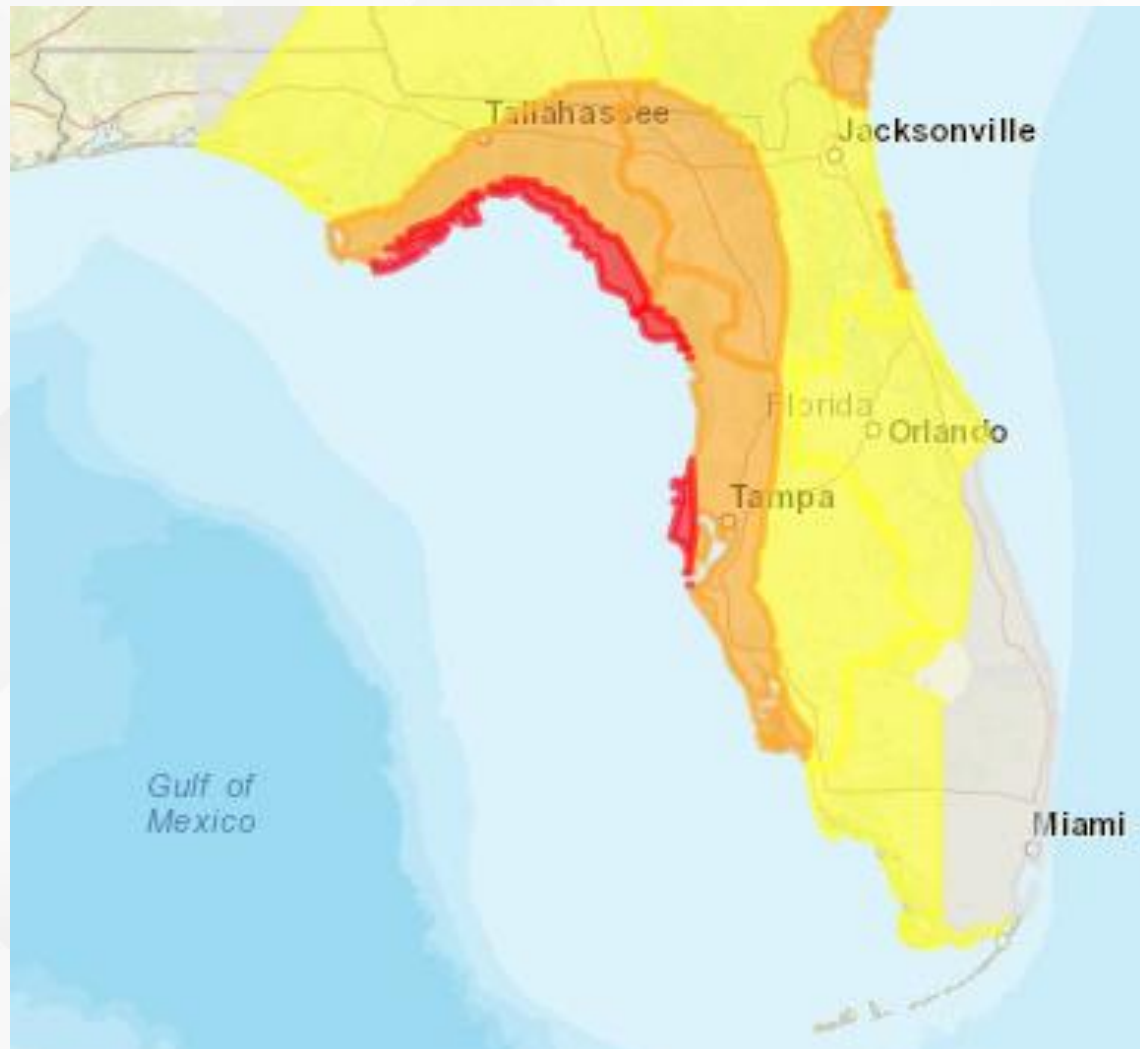 Tallahassee
Jacksonville
Florida
Orlando
Tampa
Gulf of
Mexico
Miami